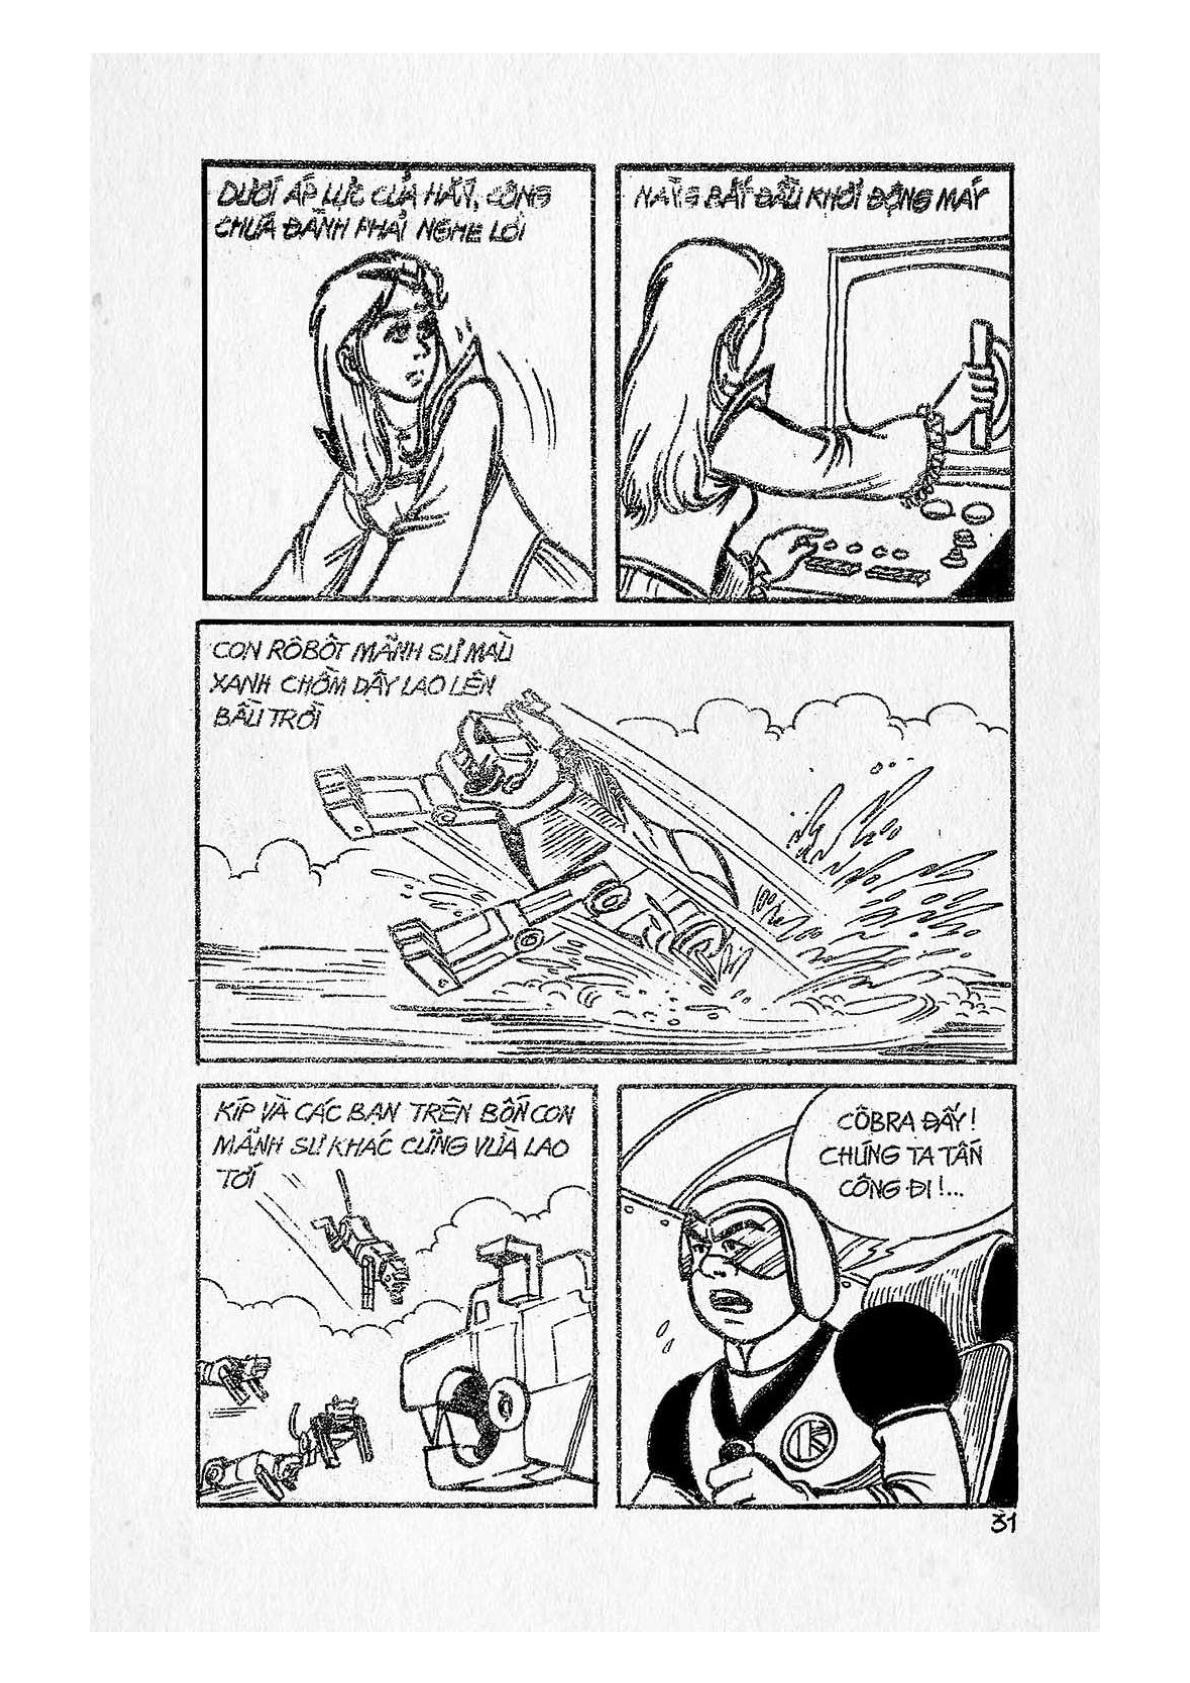 DƯỚI ÁP LỰC CỦA HẮN, CÔNG
CHÚA ĐÀNH PHẢI NGHE LỜI
NÀNG BẮT ĐẦU KHỞI ĐỘNG MÁY
CON RÔBÔT MÃNH SƯ MÀU
XANH CHỒM DẬY LAO LÊN
BẦU TRỜI
KÍP VÀ CÁC BẠN TRÊN BỐN CON
MÃNH SƯ KHÁC CŨNG VỪA LAO
TỚI
CÔBRA ĐẤY!
CHÚNG TA TẤN
CÔNG ĐI!...
K
31